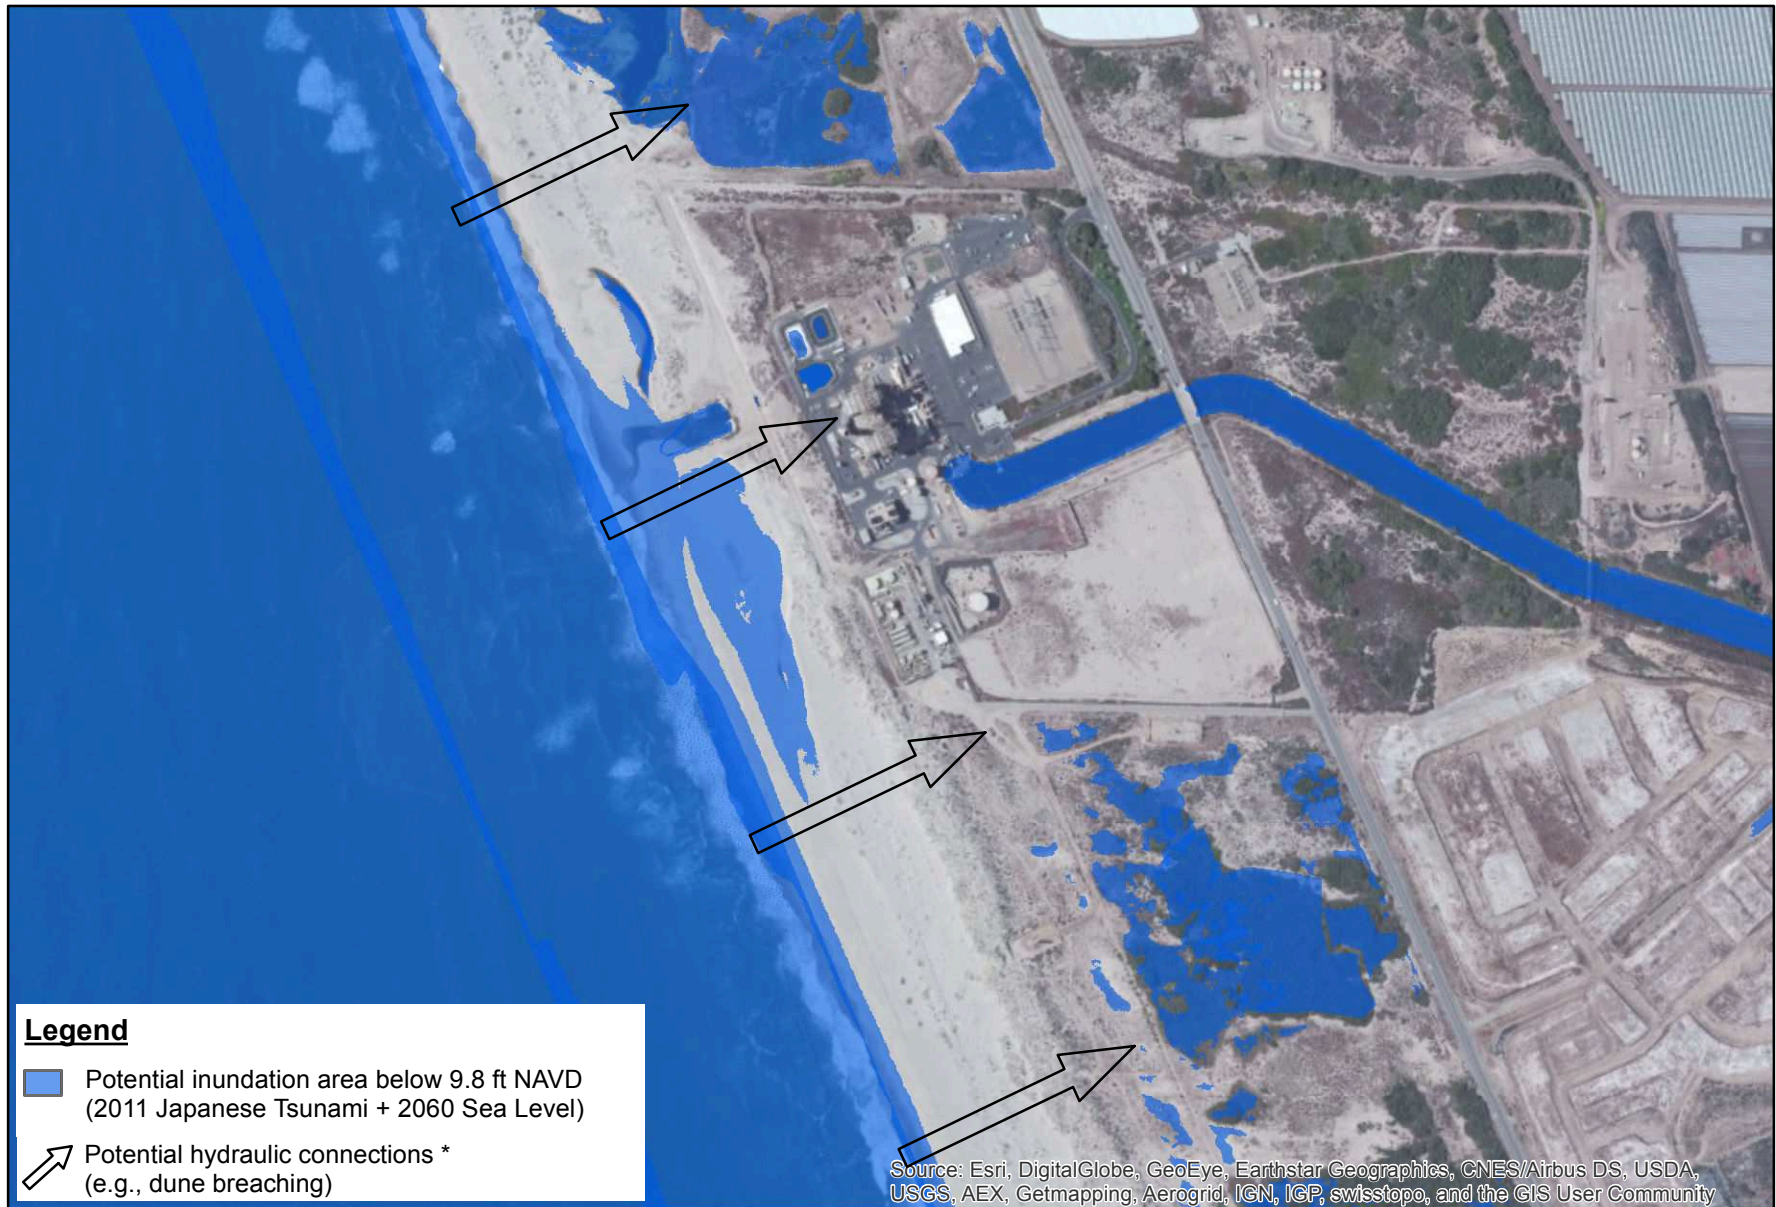 Legend
Potential inundation area below 9.8 ft NAVD
(2011 Japanese Tsunami + 2060 Sea Level)
Potential hydraulic connections *
(e.g., dune breaching)
Source: Esri, DigitalGlobe, GeoEye, Earthstar Geographics, CNES/Airbus DS, USDA,
USGS, AEX, Getmapping, Aerogrid, IGN, IGP, swisstopo, and the GIS User Community